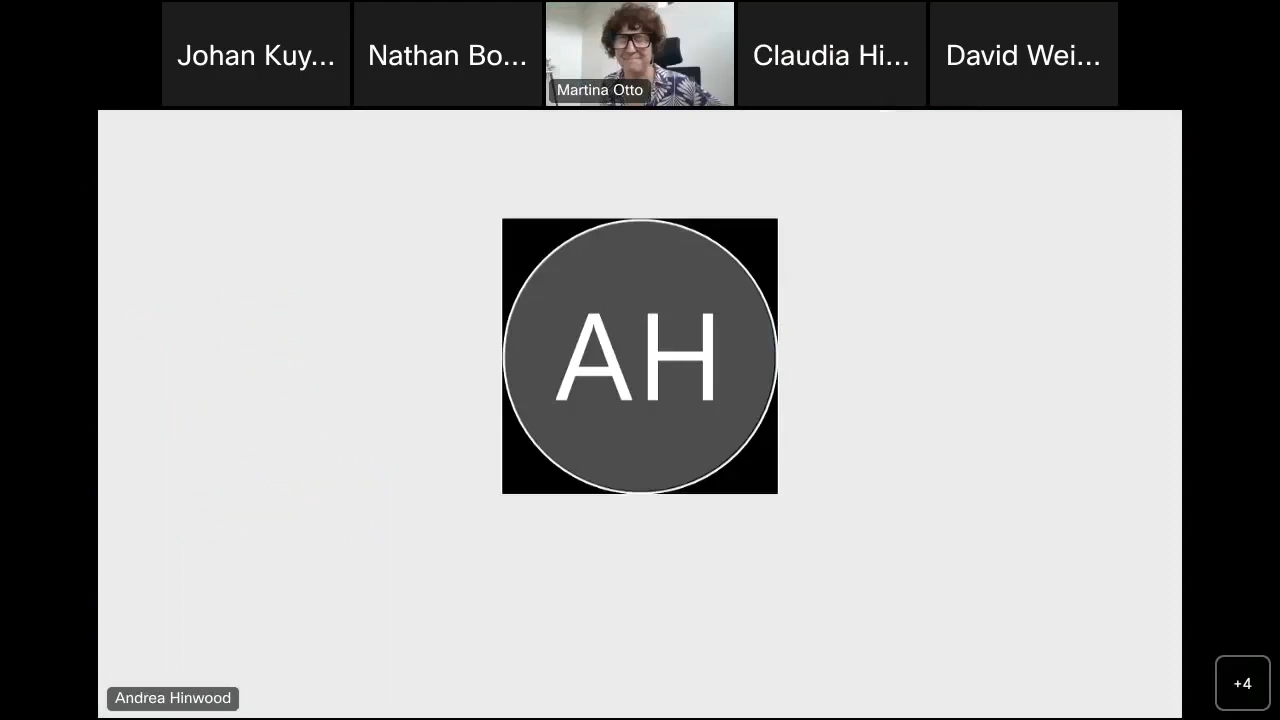 Johan Kuy...
Nathan Bo...
Martina Otto
Claudia Hi...
David Wei...
AH
Andrea Hinwood
+4